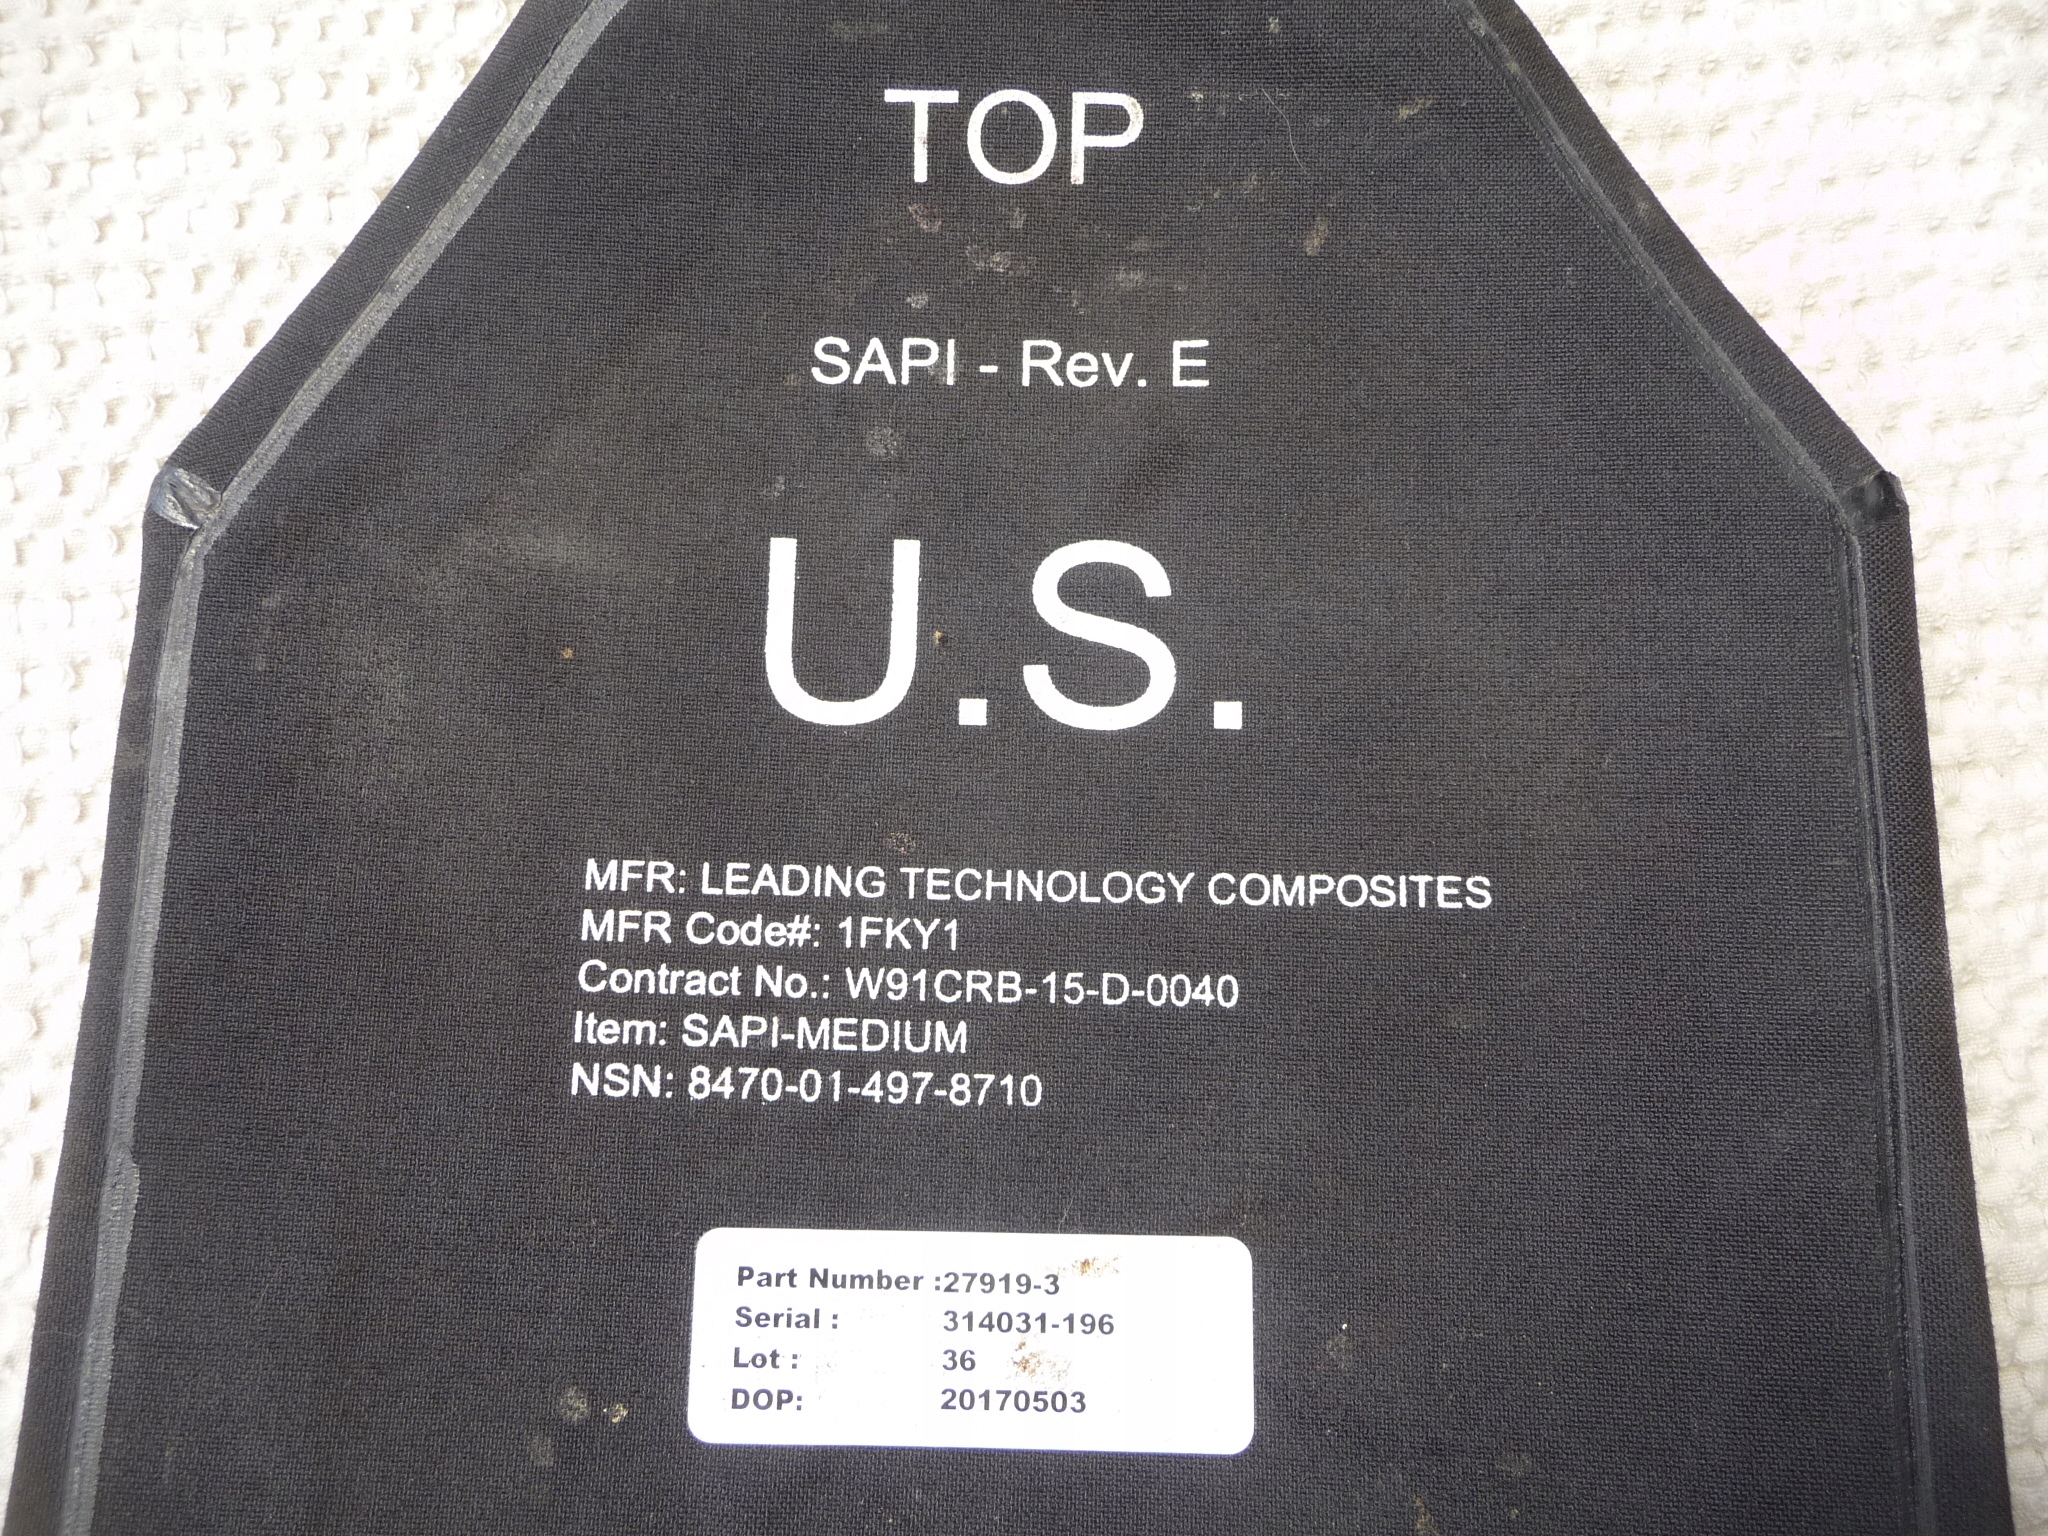 TOP
SAPI - Rev. E
U.S.
MFR: LEADING TECHNOLOGY COMPOSITES
MFR Code#: 1FKY1
Contract No.: W91CRB-15-D-0040
Item: SAPI-MEDIUM
NSN: 8470-01-497-8710
Part Number :27919-3
Serial : 314031-196
Lot : 36
DOP: 20170503